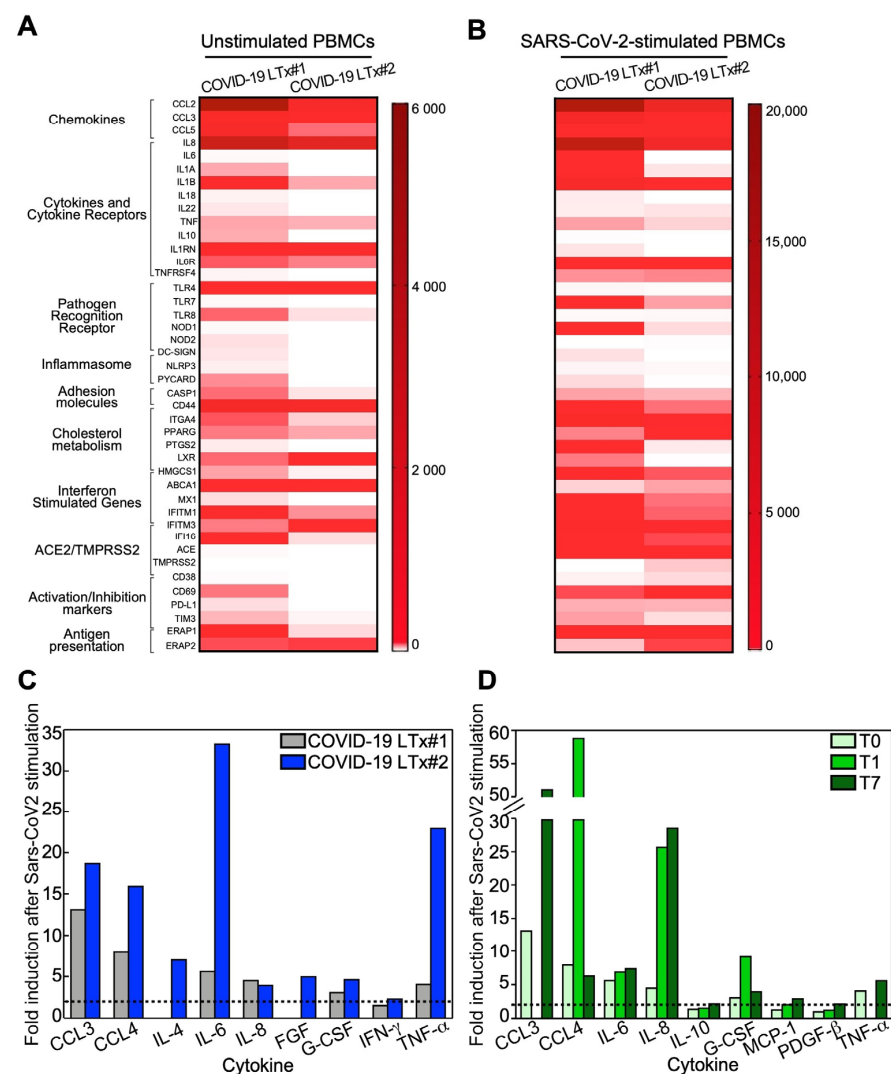 A
Unstimulated PBMCs
COVID-19 LTx#1
COVID-19 LTx#2
Chemokines
CCL2
CCL3
CCL5
Cytokines and
Cytokine Receptors
IL8
IL6
IL1A
IL1B
IL18
IL22
TNF
IL10
IL1RN
IL6R
TNFRSF4
Pathogen
Recognition
Receptor
TLR4
TLR7
TLR8
NOD1
NOD2
DC-SIGN
Inflammasome
NLRP3
PYCARD
CASP1
Adhesion
molecules
CD44
ITGA4
Cholesterol
metabolism
PPARG
PTGS2
LXR
HMGCS1
ABCA1
Interferon
Stimulated Genes
MX1
IFITM1
IFITM3
IFI16
ACE2/TMPRSS2
ACE
TMPRSS2
CD38
Activation/Inhibition
markers
CD69
PD-L1
TIM3
Antigen
presentation
ERAP1
ERAP2
6 000
4 000
2 000
0
B
SARS-CoV-2-stimulated PBMCs
COVID-19 LTx#1
COVID-19 LTx#2
20,000
15,000
10,000
5 000
0
C
Fold induction after Sars-CoV2 stimulation
35
30
25
20
15
10
5
0
COVID-19 LTx#1
COVID-19 LTx#2
CCL3
CCL4
IL-4
IL-6
IL-8
FGF
G-CSF
IFN-γ
TNF-α
Cytokine
D
Fold induction after Sars-CoV2 stimulation
60
50
30
25
20
15
10
5
0
T0
T1
T7
CCL3
CCL4
IL-6
IL-8
IL-10
G-CSF
MCP-1
PDGF-β
TNF-α
Cytokine